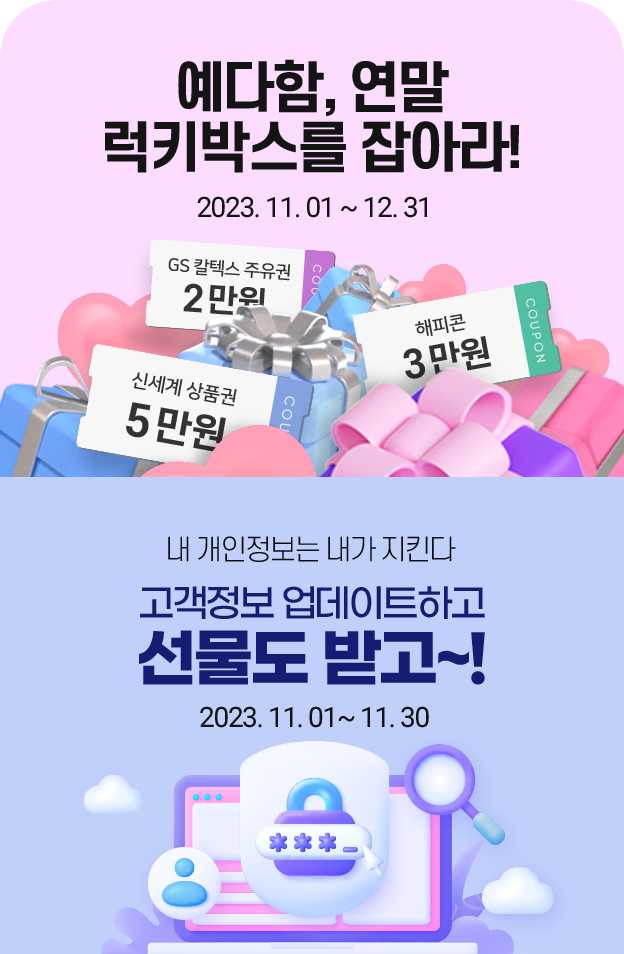 예다함, 연말
럭키박스를 잡아라!
2023. 11. 01 ~ 12. 31
GS 칼텍스 주유권
2만원
COU
해피콘
3만원
COUPON
신세계 상품권
5만원
COU
내 개인정보는 내가 지킨다
고객정보 업데이트하고
선물도 받고~!
2023. 11. 01~ 11. 30
***_